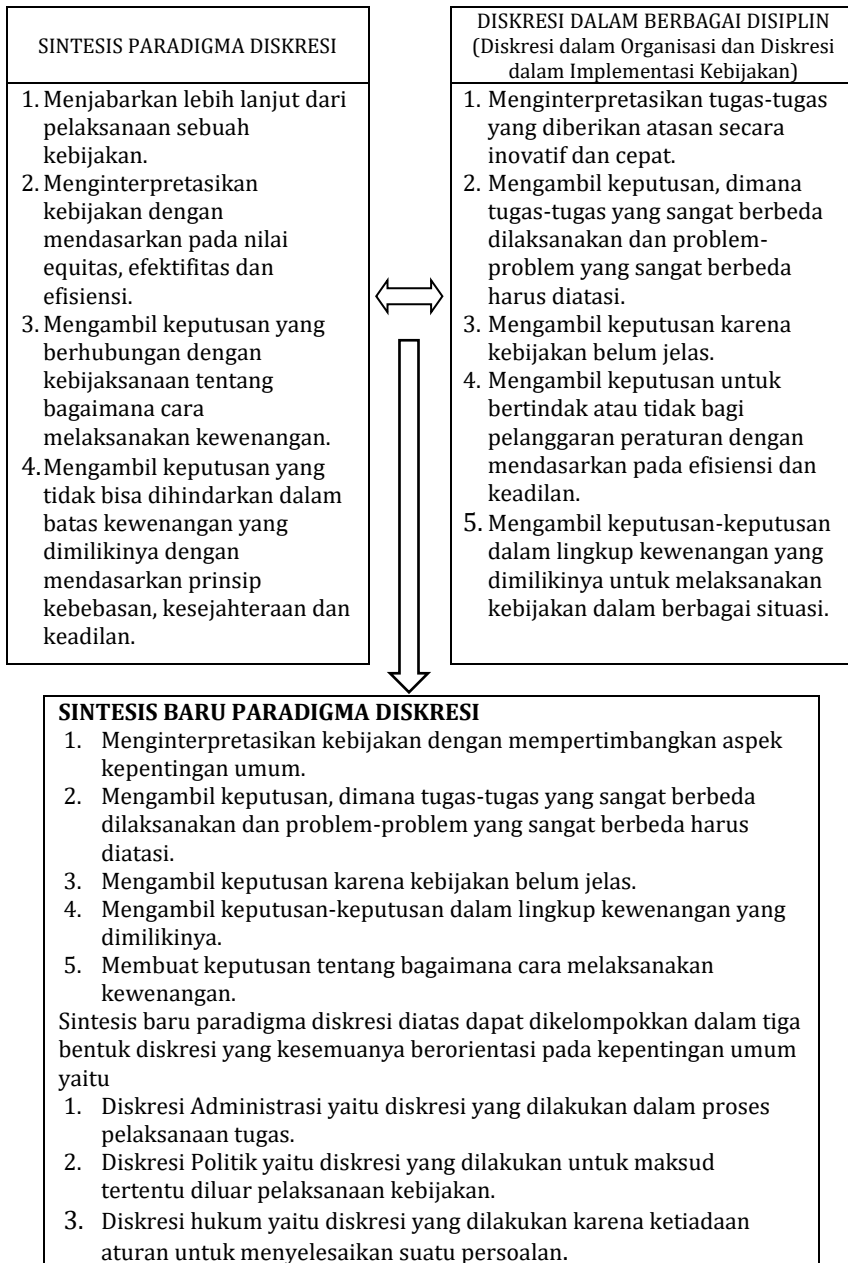 SINTESIS PARADIGMA DISKRESI
1. Menjabarkan lebih lanjut dari
pelaksanaan sebuah
kebijakan.
2. Menginterpretasikan
kebijakan dengan
mendasarkan pada nilai
equitas, efektifitas dan
efisiensi.
3. Mengambil keputusan yang
berhubungan dengan
kebijaksanaan tentang
bagaimana cara
melaksanakan kewenangan.
4. Mengambil keputusan yang
tidak bisa dihindarkan dalam
batas kewenangan yang
dimilikinya dengan
mendasarkan prinsip
kebebasan, kesejahteraan dan
keadilan.
DISKRESI DALAM BERBAGAI DISIPLIN
(Diskresi dalam Organisasi dan Diskresi
dalam Implementasi Kebijakan)
1. Menginterpretasikan tugas-tugas
yang diberikan atasan secara
inovatif dan cepat.
2. Mengambil keputusan, dimana
tugas-tugas yang sangat berbeda
dilaksanakan dan problem-
problem yang sangat berbeda
harus diatasi.
3. Mengambil keputusan karena
kebijakan belum jelas.
4. Mengambil keputusan untuk
bertindak atau tidak bagi
pelanggaran peraturan dengan
mendasarkan pada efisiensi dan
keadilan.
5. Mengambil keputusan-keputusan
dalam lingkup kewenangan yang
dimilikinya untuk melaksanakan
kebijakan dalam berbagai situasi.
SINTESIS BARU PARADIGMA DISKRESI
1. Menginterpretasikan kebijakan dengan mempertimbangkan aspek
kepentingan umum.
2. Mengambil keputusan, dimana tugas-tugas yang sangat berbeda
dilaksanakan dan problem-problem yang sangat berbeda harus
diatasi.
3. Mengambil keputusan karena kebijakan belum jelas.
4. Mengambil keputusan-keputusan dalam lingkup kewenangan yang
dimilikinya.
5. Membuat keputusan tentang bagaimana cara melaksanakan
kewenangan.
Sintesis baru paradigma diskresi diatas dapat dikelompokkan dalam tiga
bentuk diskresi yang kesemuanya berorientasi pada kepentingan umum
yaitu
1. Diskresi Administrasi yaitu diskresi yang dilakukan dalam proses
pelaksanaan tugas.
2. Diskresi Politik yaitu diskresi yang dilakukan untuk maksud
tertentu diluar pelaksanaan kebijakan.
3. Diskresi hukum yaitu diskresi yang dilakukan karena ketiadaan
aturan untuk menyelesaikan suatu persoalan.